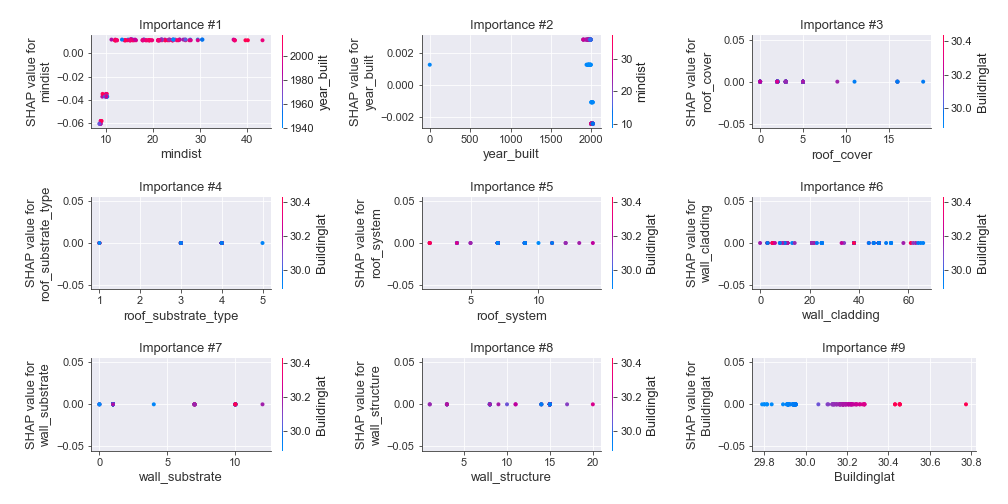 Importance #1
SHAP value for
mindist
0.00
−0.02
−0.04
−0.06
10
20
30
40
mindist
2000
1980
1960
1940
year_built
Importance #2
SHAP value for
year_built
0.002
0.000
−0.002
0
500
1000
1500
2000
year_built
30
20
10
mindist
Importance #3
SHAP value for
roof_cover
0.05
0.00
−0.05
0
5
10
15
roof_cover
30.4
30.2
30.0
Buildinglat
Importance #4
SHAP value for
roof_substrate_type
0.05
0.00
−0.05
1
2
3
4
5
roof_substrate_type
30.4
30.2
30.0
Buildinglat
Importance #5
SHAP value for
roof_system
0.05
0.00
−0.05
5
10
roof_system
30.4
30.2
30.0
Buildinglat
Importance #6
SHAP value for
wall_cladding
0.05
0.00
−0.05
0
20
40
60
wall_cladding
30.4
30.2
30.0
Buildinglat
Importance #7
SHAP value for
wall_substrate
0.05
0.00
−0.05
0
5
10
wall_substrate
30.4
30.2
30.0
Buildinglat
Importance #8
SHAP value for
wall_structure
0.05
0.00
−0.05
5
10
15
20
wall_structure
30.4
30.2
30.0
Buildinglat
Importance #9
SHAP value for
Buildinglat
0.05
0.00
−0.05
29.8
30.0
30.2
30.4
30.6
30.8
Buildinglat